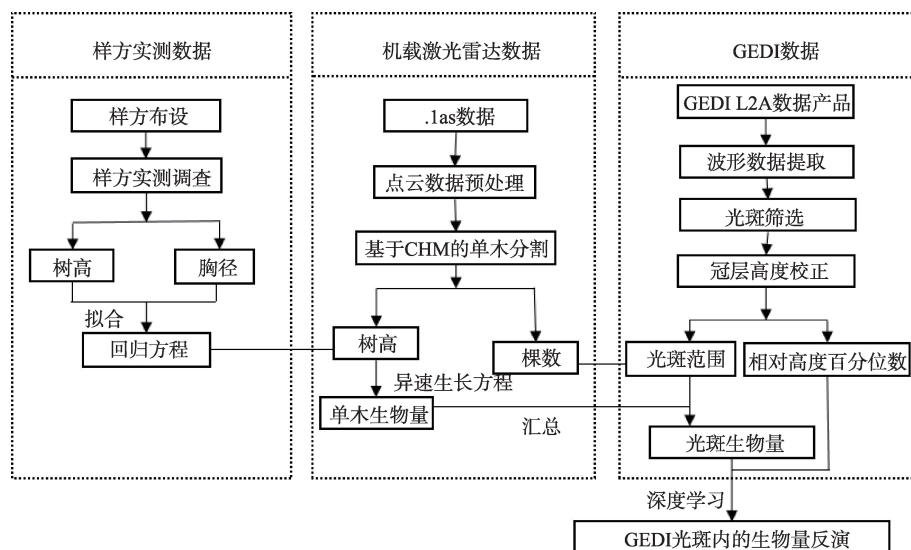 样方实测数据
样方布设
样方实测调查
树高
胸径
拟合
回归方程
机载激光雷达数据
.1as数据
点云数据预处理
基于CHM的单木分割
树高
棵数
异速生长方程
单木生物量
汇总
GEDI数据
GEDI L2A数据产品
波形数据提取
光斑筛选
冠层高度校正
光斑范围
相对高度百分位数
光斑生物量
深度学习
GEDI光斑内的生物量反演